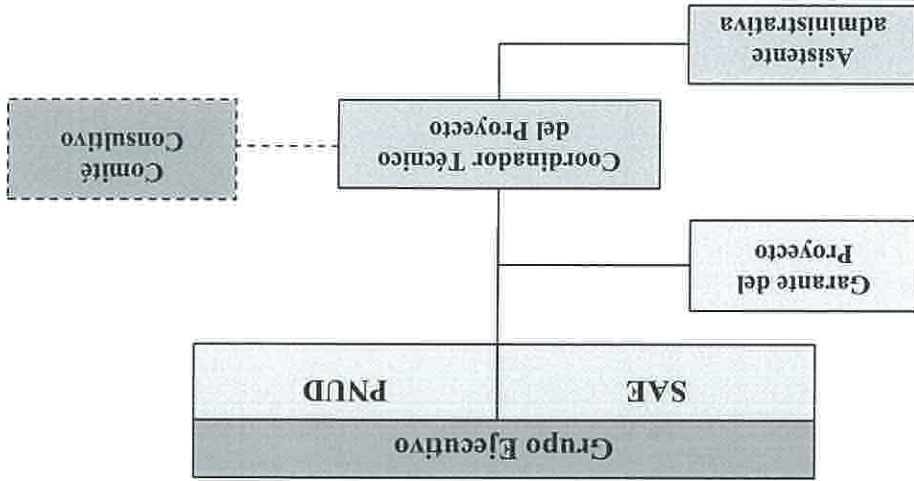 Grupo Ejecutivo
SAE
PNUD
Garante del
Proyecto
Coordinador Técnico
del Proyecto
Comité
Consultivo
Asistente
administrativa